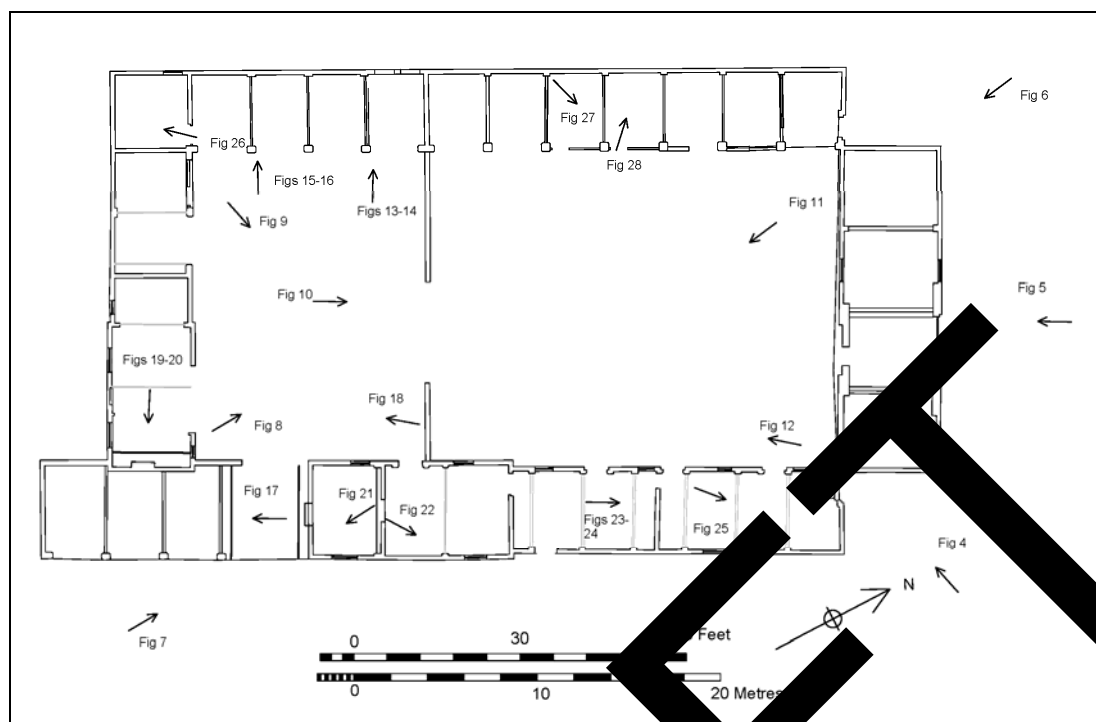 Fig 6
Fig 27
Fig 26
Fig 28
Figs 15-16
Figs 13-14
Fig 9
Fig 11
Fig 10
Fig 5
Figs 19-20
Fig 18
Fig 8
Fig 12
Fig 17
Fig 21
Fig 22
Figs 23-
24
Fig 25
Fig 4
N
Fig 7
0 30 Feet
0 10 20 Metres